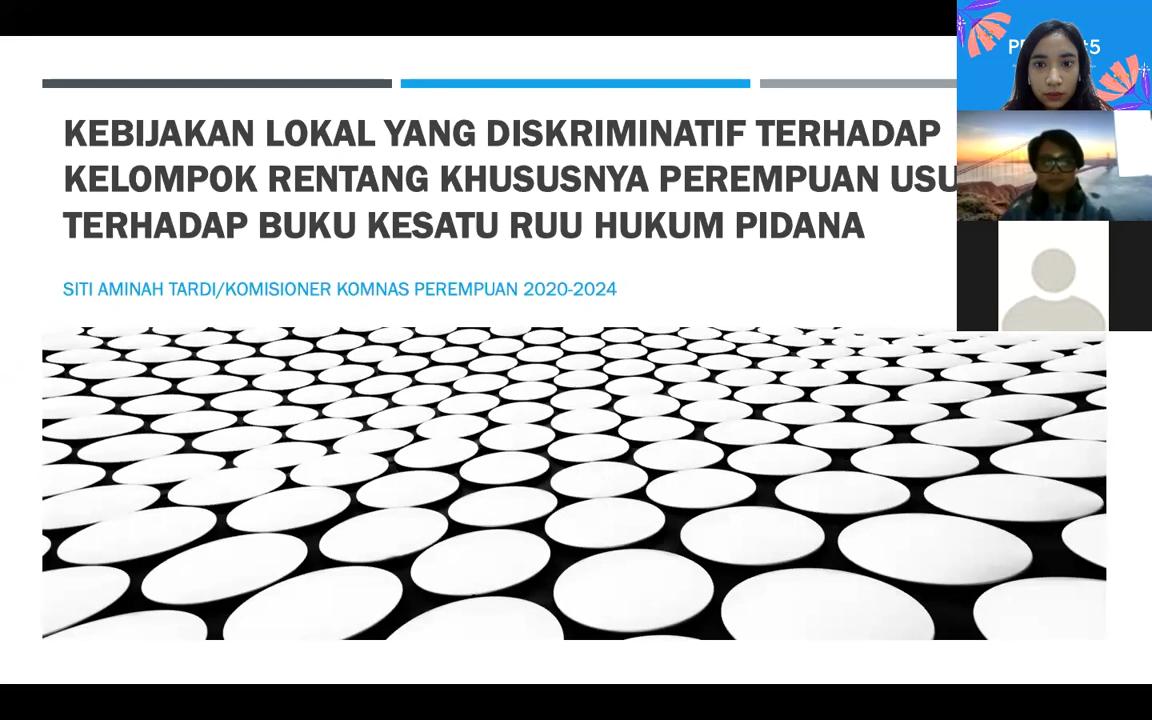 KEBIJAKAN LOKAL YANG DISKRIMINATIF TERHADAP
KELOMPOK RENTANG KHUSUSNYA PEREMPUAN
TERHADAP BUKU KESATU RUU HUKUM PIDANA
SITI AMINAH TARDI/KOMISIONER KOMNAS PEREMPUAN 2020-2024